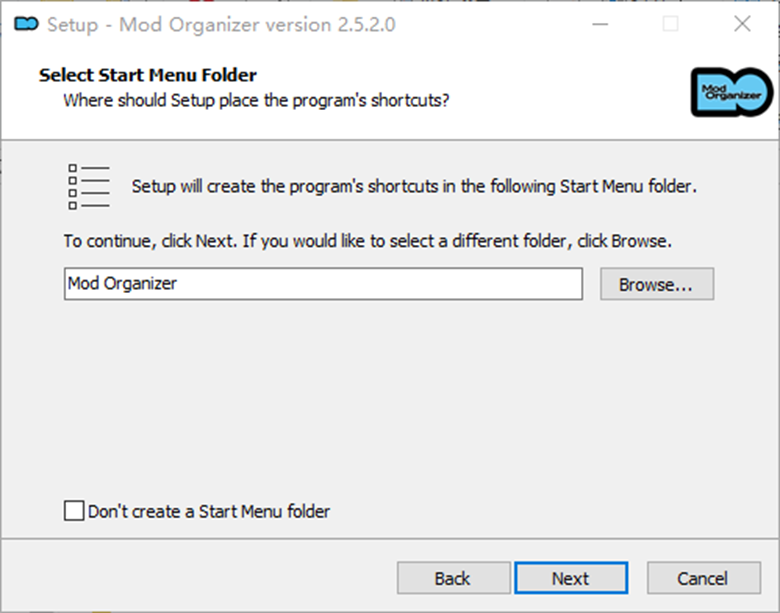 Setup - Mod Organizer version 2.5.2.0
Select Start Menu Folder
Where should Setup place the program's shortcuts?
Mod
Organizer
Setup will create the program's shortcuts in the following Start Menu folder.
To continue, click Next. If you would like to select a different folder, click Browse.
Mod Organizer
Browse...
Don't create a Start Menu folder
Back
Next
Cancel